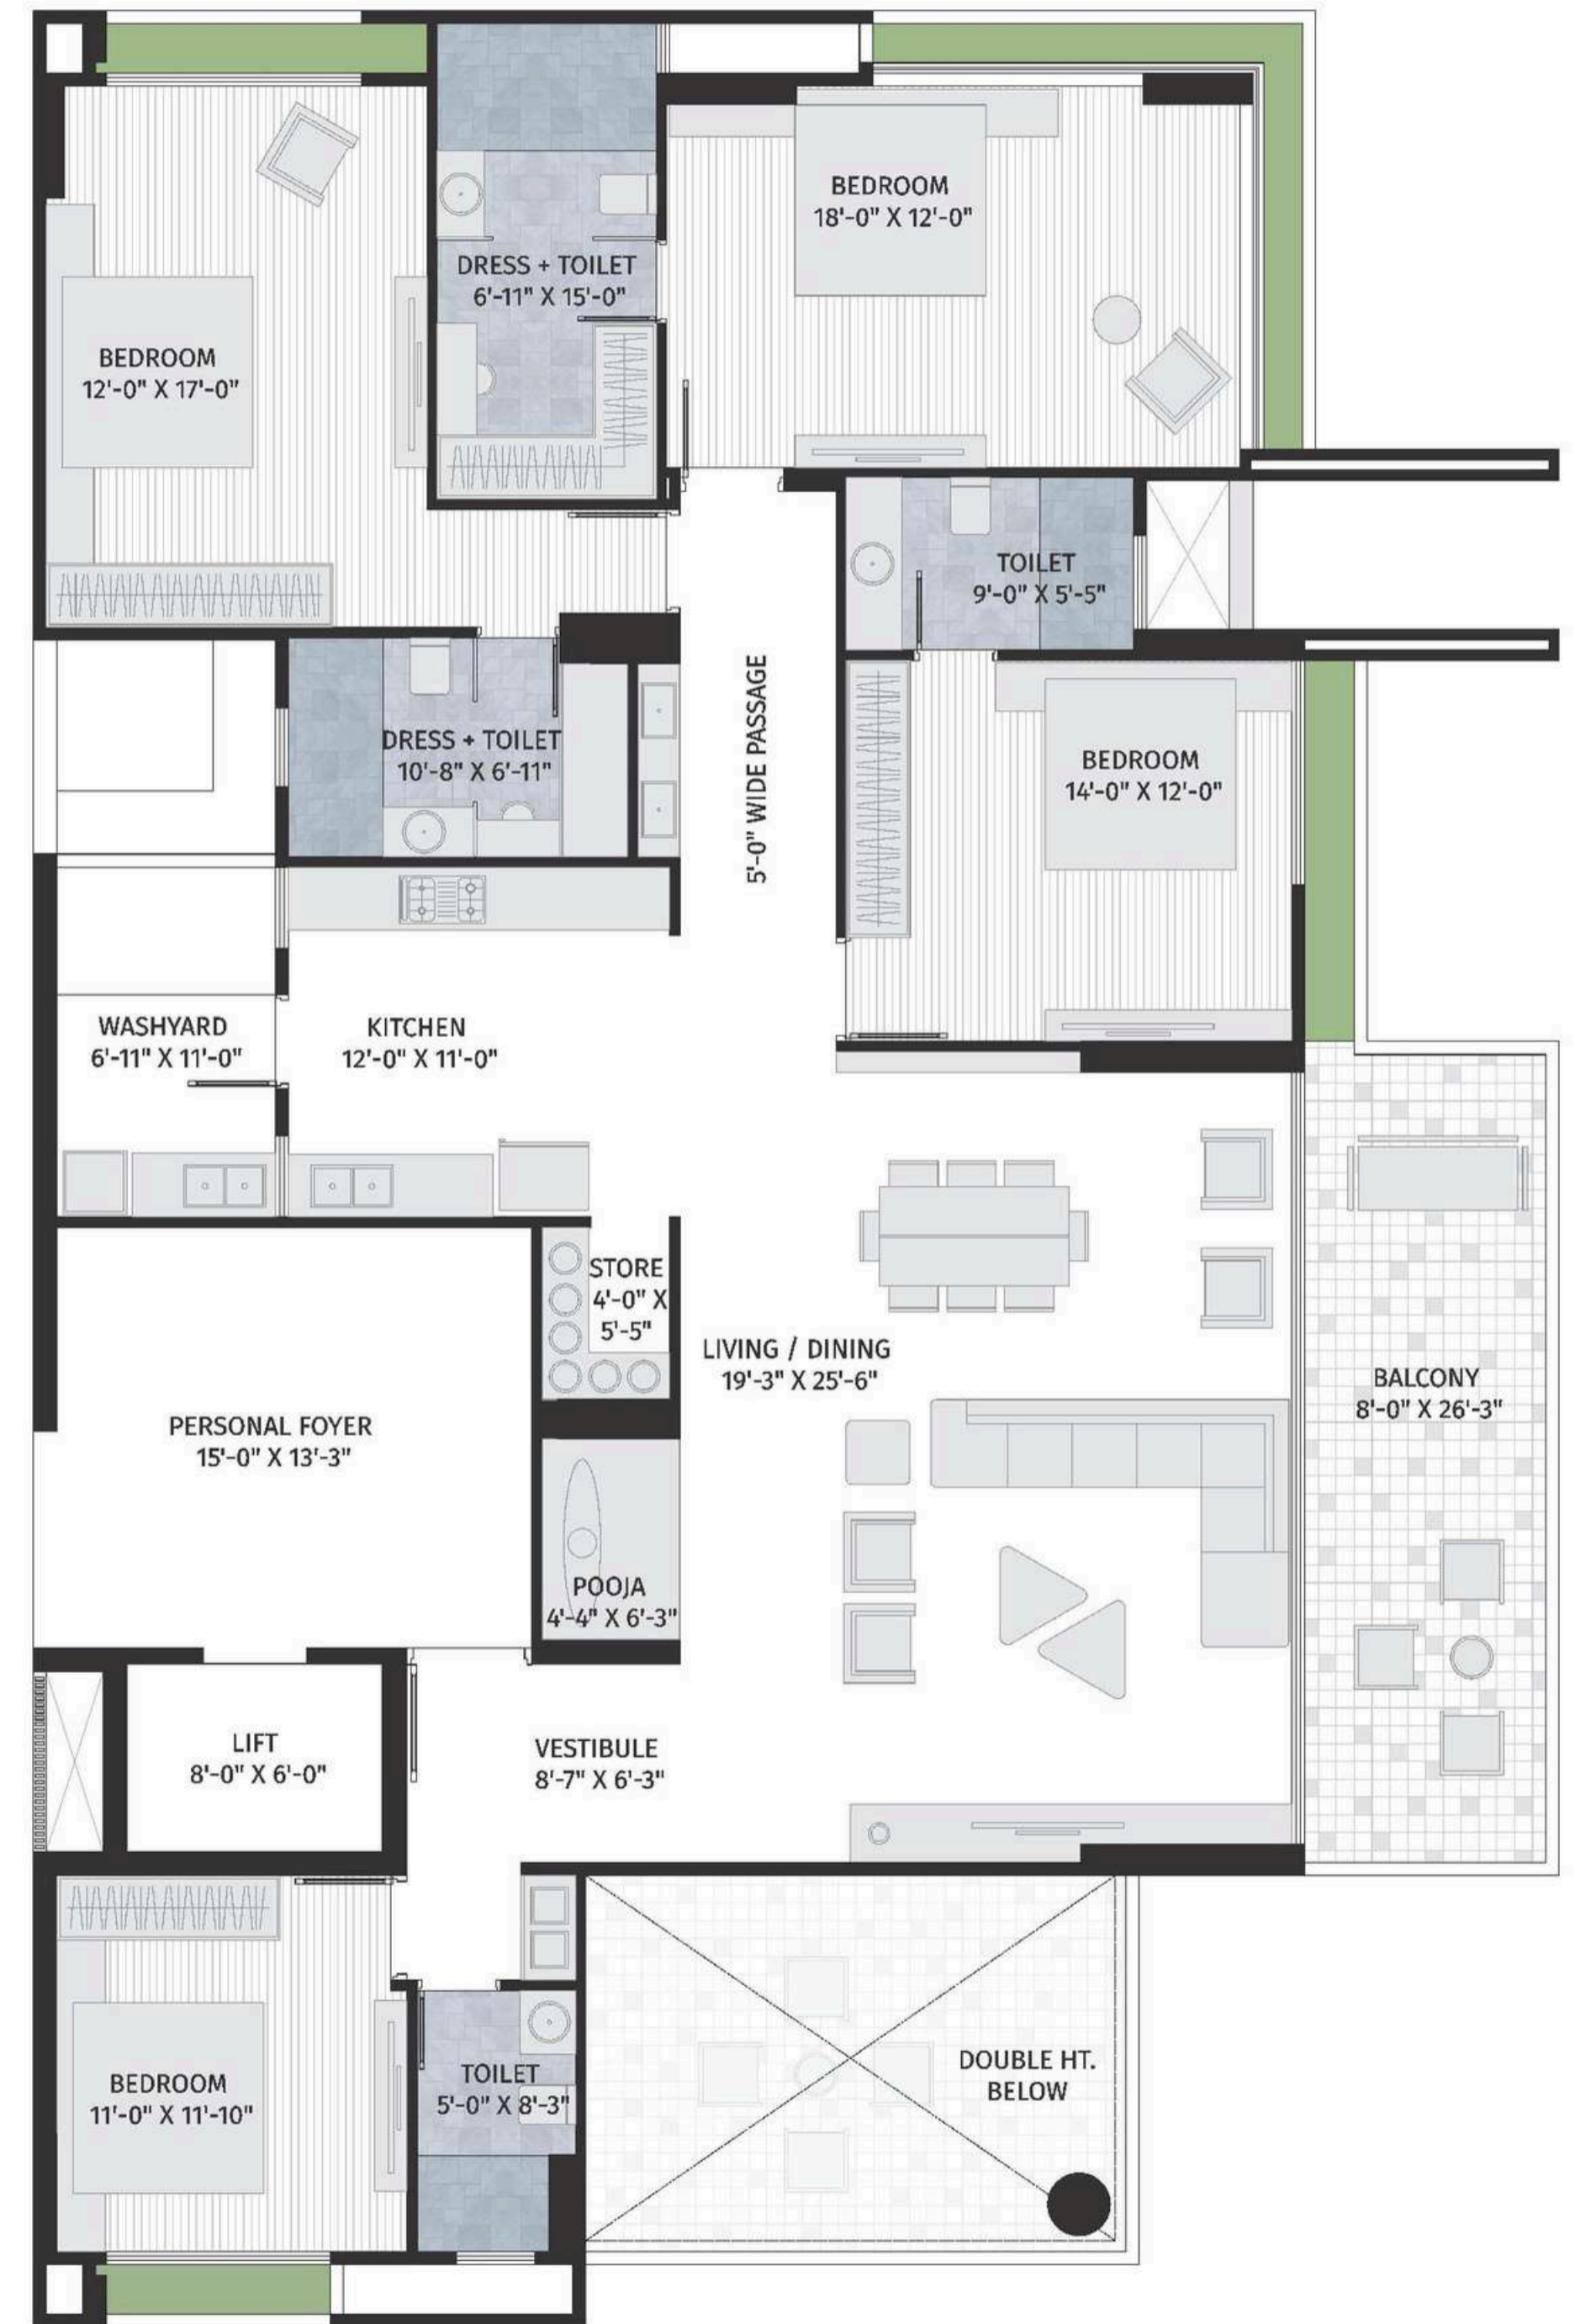 BEDROOM
18'-0" X 12'-0"
DRESS + TOILET
6'-11" X 15'-0"
BEDROOM
12'-0" X 17'-0"
TOILET
9'-0" X 5'-5"
DRESS + TOILET
10'-8" X 6'-11"
5'-0" WIDE PASSAGE
BEDROOM
14'-0" X 12'-0"
WASHYARD
6'-11" X 11'-0"
KITCHEN
12'-0" X 11'-0"
STORE
4'-0" X
5'-5"
LIVING / DINING
19'-3" X 25'-6"
BALCONY
8'-0" X 26'-3"
PERSONAL FOYER
15'-0" X 13'-3"
POOJA
4'-4" X 6'-3"
LIFT
8'-0" X 6'-0"
VESTIBULE
8'-7" X 6'-3"
BEDROOM
11'-0" X 11'-10"
TOILET
5'-0" X 8'-3"
DOUBLE HT.
BELOW